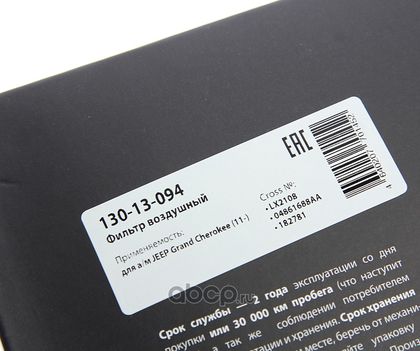 130-13-094
Фильтр воздушный
Применяемость:
для а/м JEEP Grand Cherokee (11-)
EAC
Cross №:
•LX2108
•04861688AA
•182781
Срок службы — 2 года эксплуатации со дня
покупки или 30 000 км пробега (что наступит
а так же соблюдении потребителем
и хранения. Срок хранения
ом месте, беречь от механи
упаковку